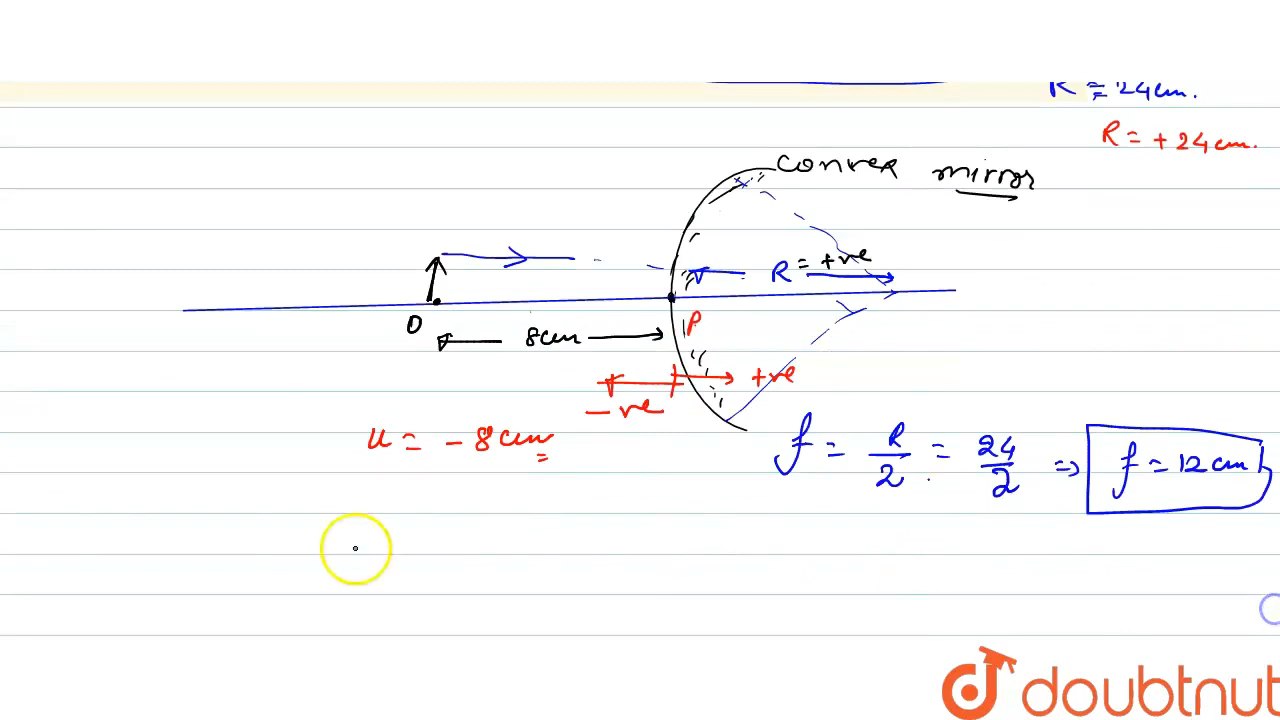 R = 24cm.
R = + 24cm.
convex mirror
R = +ve
O
8cm
P
+ve
-ve
u = - 8cm
f = R/2 = 24/2 ⇒ f = 12cm
doubtnut